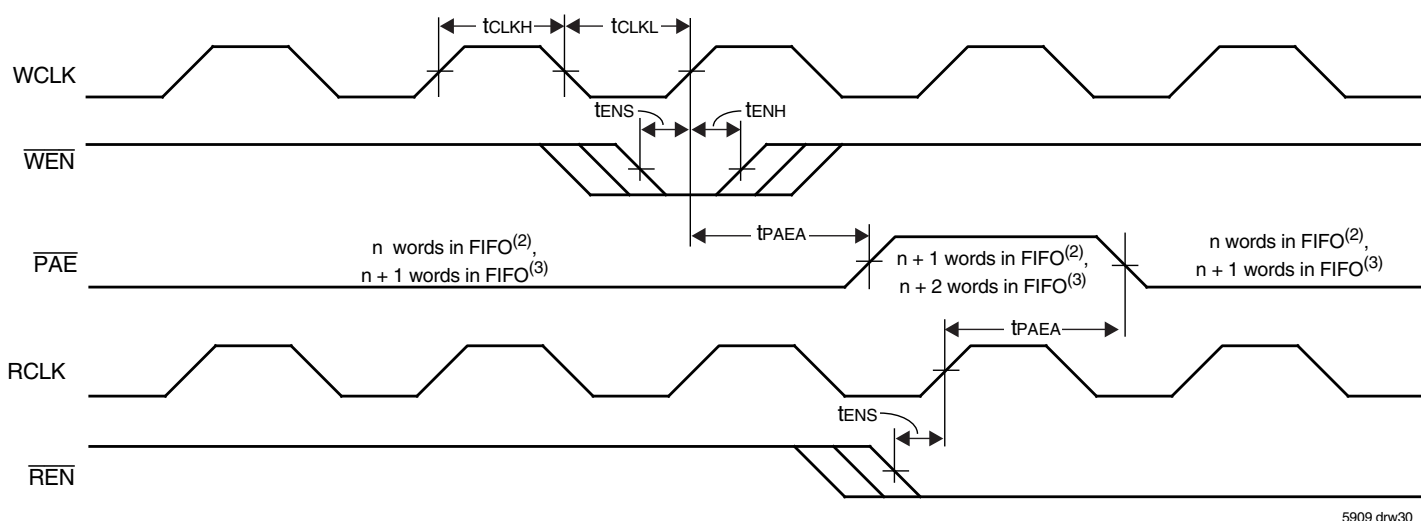 tCLKH
tCLKL
WCLK
tENS
tENH
WEN
tPAEA
PAE
n words in FIFO(2),
n + 1 words in FIFO(3)
n + 1 words in FIFO(2),
n + 2 words in FIFO(3)
n words in FIFO(2),
n + 1 words in FIFO(3)
tPAEA
RCLK
tENS
REN
5909 drw30